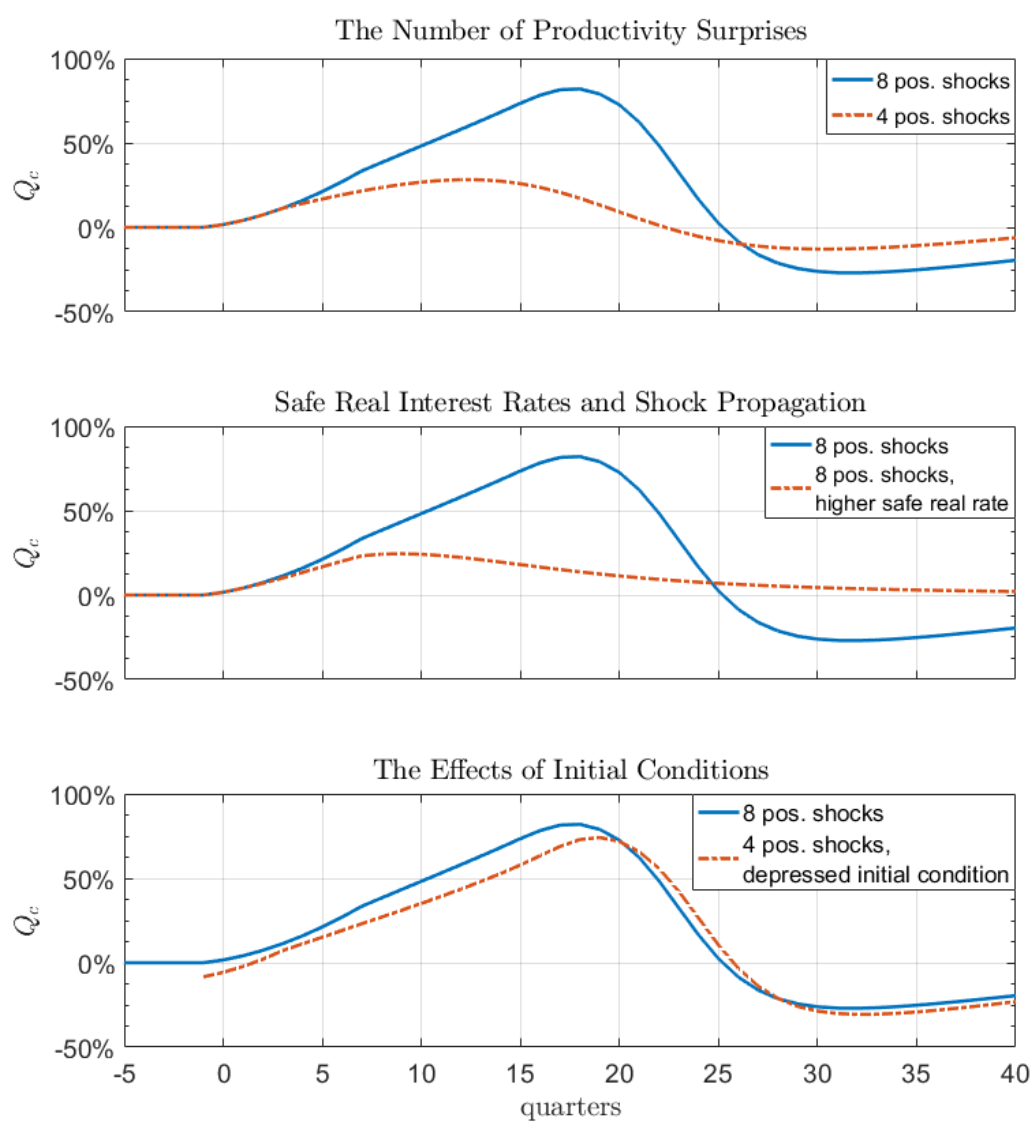 The Number of Productivity Surprises
100%
50%
0%
-50%
Qc
8 pos. shocks
4 pos. shocks
Safe Real Interest Rates and Shock Propagation
100%
50%
0%
-50%
Qc
8 pos. shocks
8 pos. shocks,
higher safe real rate
The Effects of Initial Conditions
100%
50%
0%
-50%
Qc
8 pos. shocks
4 pos. shocks,
depressed initial condition
-5 0 5 10 15 20 25 30 35 40
quarters